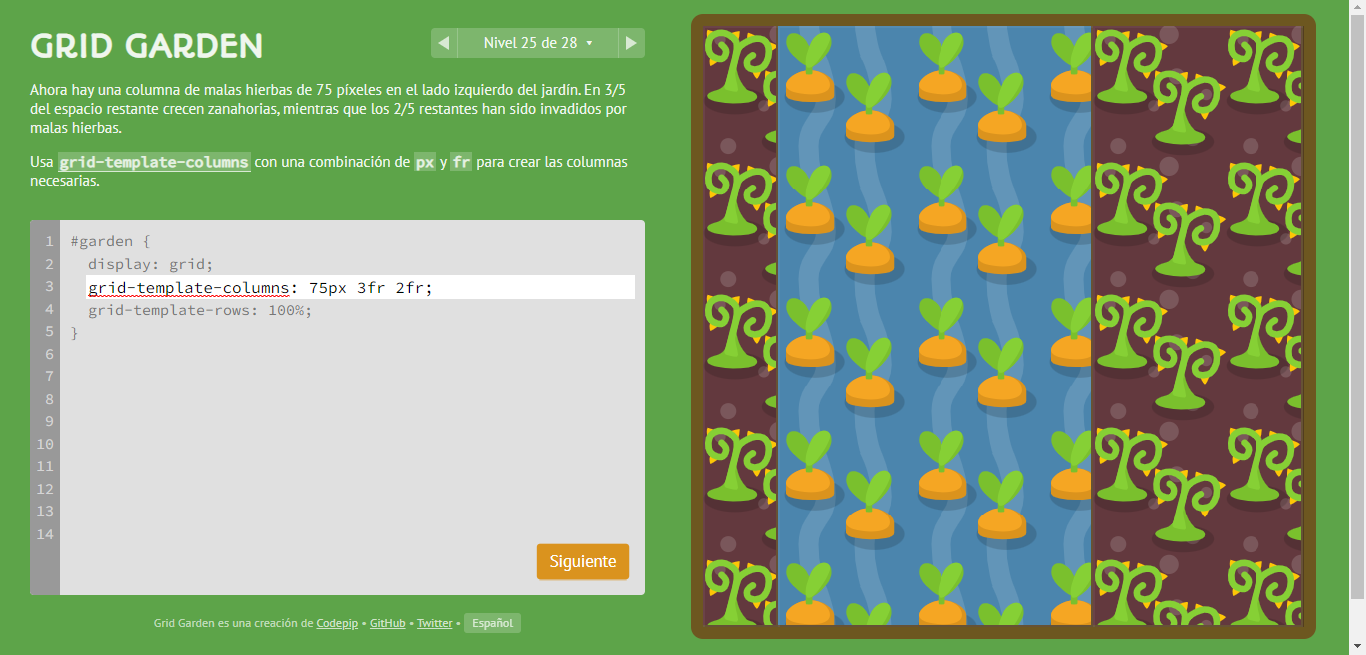 GRID GARDEN
Nivel 25 de 28
Ahora hay una columna de malas hierbas de 75 píxeles en el lado izquierdo del jardín. En 3/5
del espacio restante crecen zanahorias, mientras que los 2/5 restantes han sido invadidos por
malas hierbas.
Usa grid-template-columns con una combinación de px y fr para crear las columnas
necesarias.
1 #garden {
2 display: grid;
3 grid-template-columns: 75px 3fr 2fr;
4 grid-template-rows: 100%;
5 }
6
7
8
9
10
11
12
13
14
Siguiente
Grid Garden es una creación de Codepip • GitHub • Twitter • Español